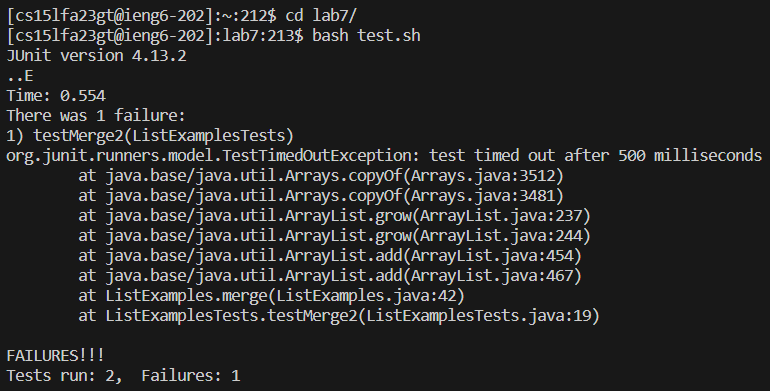 [cs15lfa23gt@ieng6-202]:~:212$ cd lab7/
[cs15lfa23gt@ieng6-202]:lab7:213$ bash test.sh
JUnit version 4.13.2
..E
Time: 0.554
There was 1 failure:
1) testMerge2(ListExamplesTests)
org.junit.runners.model.TestTimedOutException: test timed out after 500 milliseconds
        at java.base/java.util.Arrays.copyOf(Arrays.java:3512)
        at java.base/java.util.Arrays.copyOf(Arrays.java:3481)
        at java.base/java.util.ArrayList.grow(ArrayList.java:237)
        at java.base/java.util.ArrayList.grow(ArrayList.java:244)
        at java.base/java.util.ArrayList.add(ArrayList.java:454)
        at java.base/java.util.ArrayList.add(ArrayList.java:467)
        at ListExamples.merge(ListExamples.java:42)
        at ListExamplesTests.testMerge2(ListExamplesTests.java:19)

FAILURES!!!
Tests run: 2,  Failures: 1